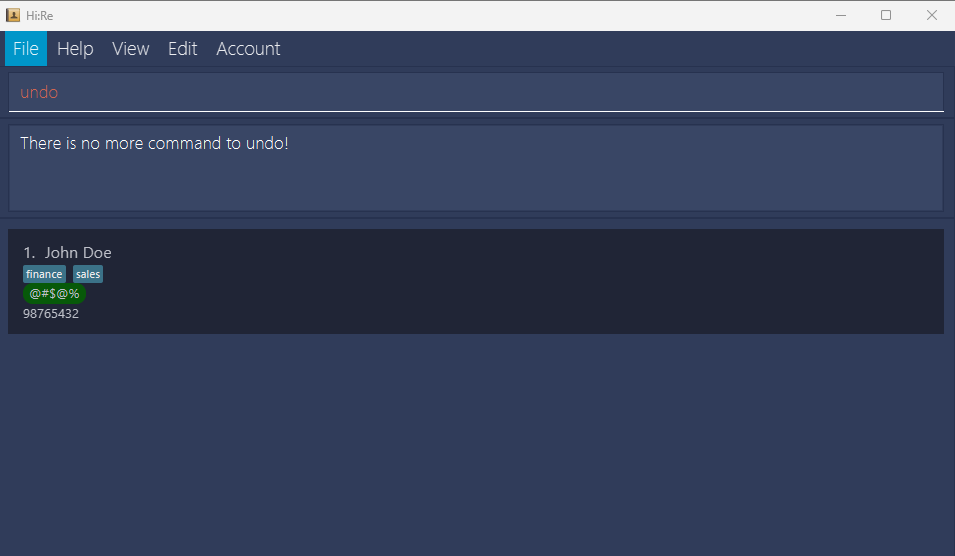 Hi:Re
File Help View Edit Account
undo
There is no more command to undo!
1. John Doe
finance sales
@#$@%
98765432